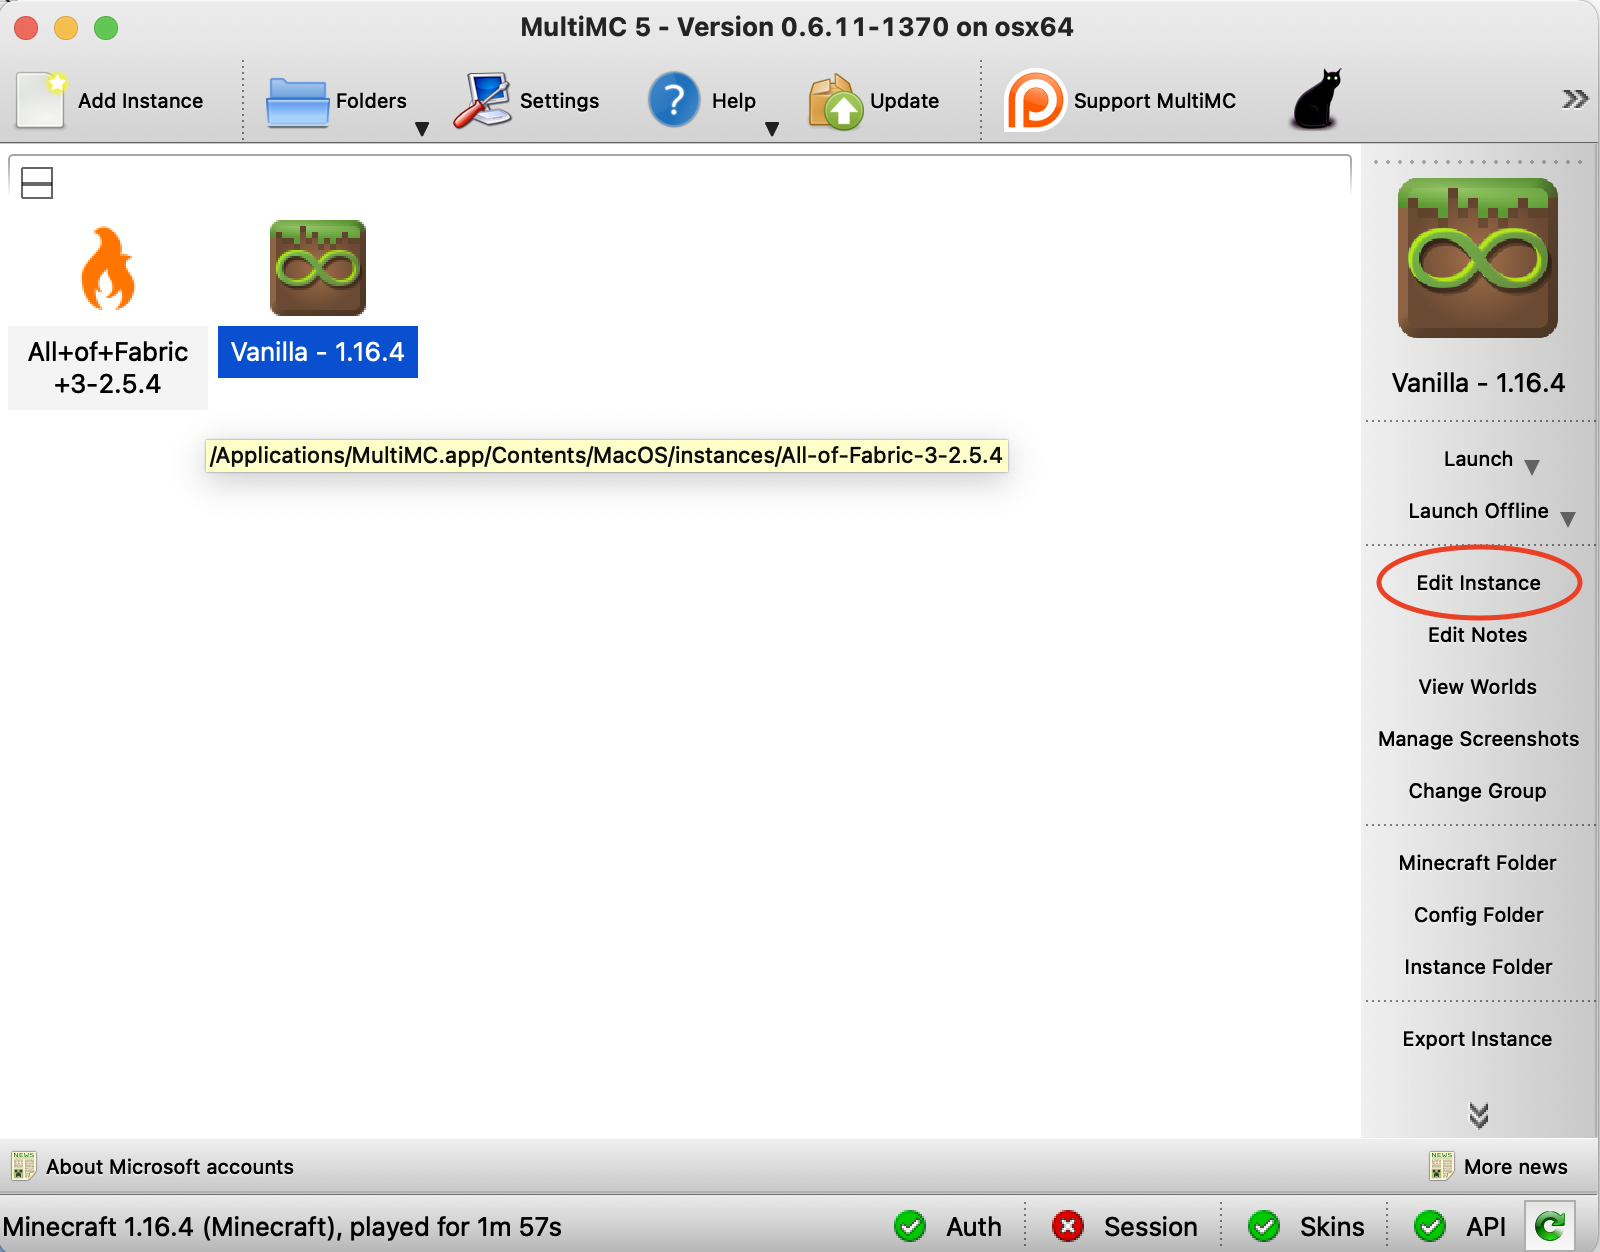 MultiMC 5 - Version 0.6.11-1370 on osx64
Add Instance
Folders
Settings
Help
Update
Support MultiMC
All+of+Fabric
+3-2.5.4
Vanilla - 1.16.4
/Applications/MultiMC.app/Contents/MacOS/instances/All-of-Fabric-3-2.5.4
Vanilla - 1.16.4
Launch
Launch Offline
Edit Instance
Edit Notes
View Worlds
Manage Screenshots
Change Group
Minecraft Folder
Config Folder
Instance Folder
Export Instance
NEWS
About Microsoft accounts
NEWS
More news
Minecraft 1.16.4 (Minecraft), played for 1m 57s
Auth
Session
Skins
API